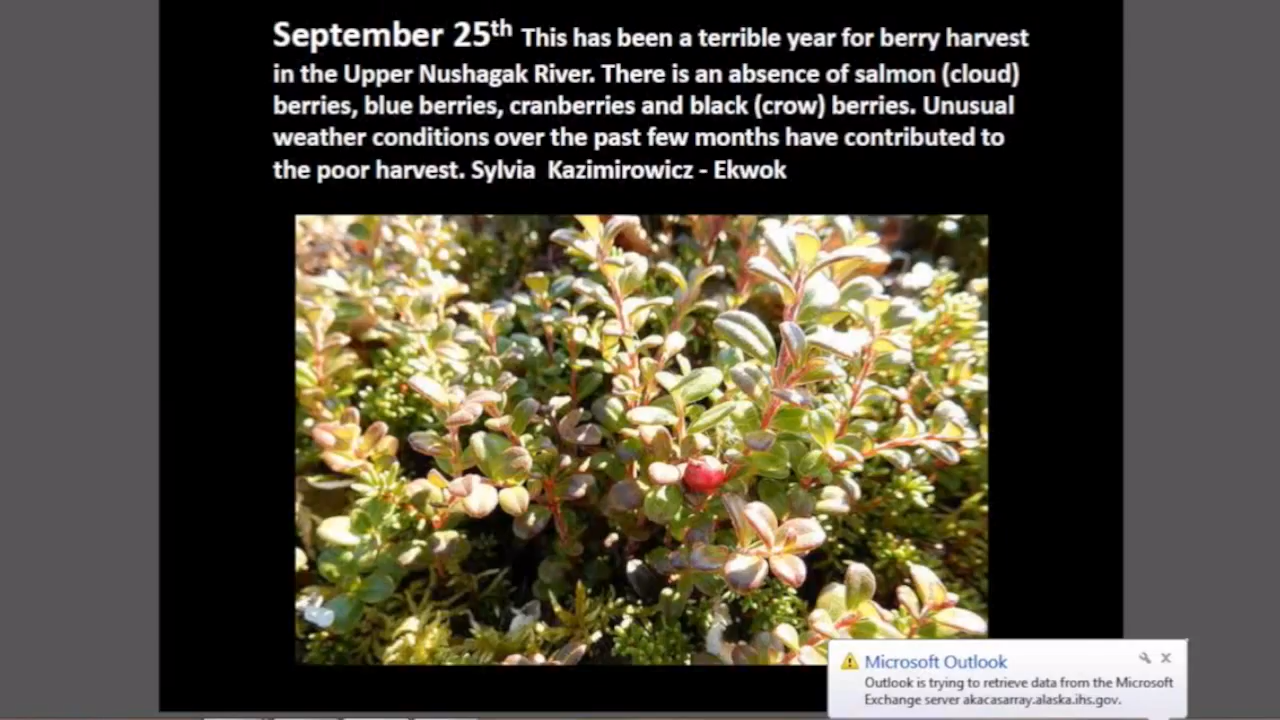 September 25th This has been a terrible year for berry harvest
in the Upper Nushagak River. There is an absence of salmon (cloud)
berries, blue berries, cranberries and black (crow) berries. Unusual
weather conditions over the past few months have contributed to
the poor harvest. Sylvia  Kazimirowicz - Ekwok
Microsoft Outlook
Outlook is trying to retrieve data from the Microsoft
Exchange server akacasarray.alaska.ihs.gov.